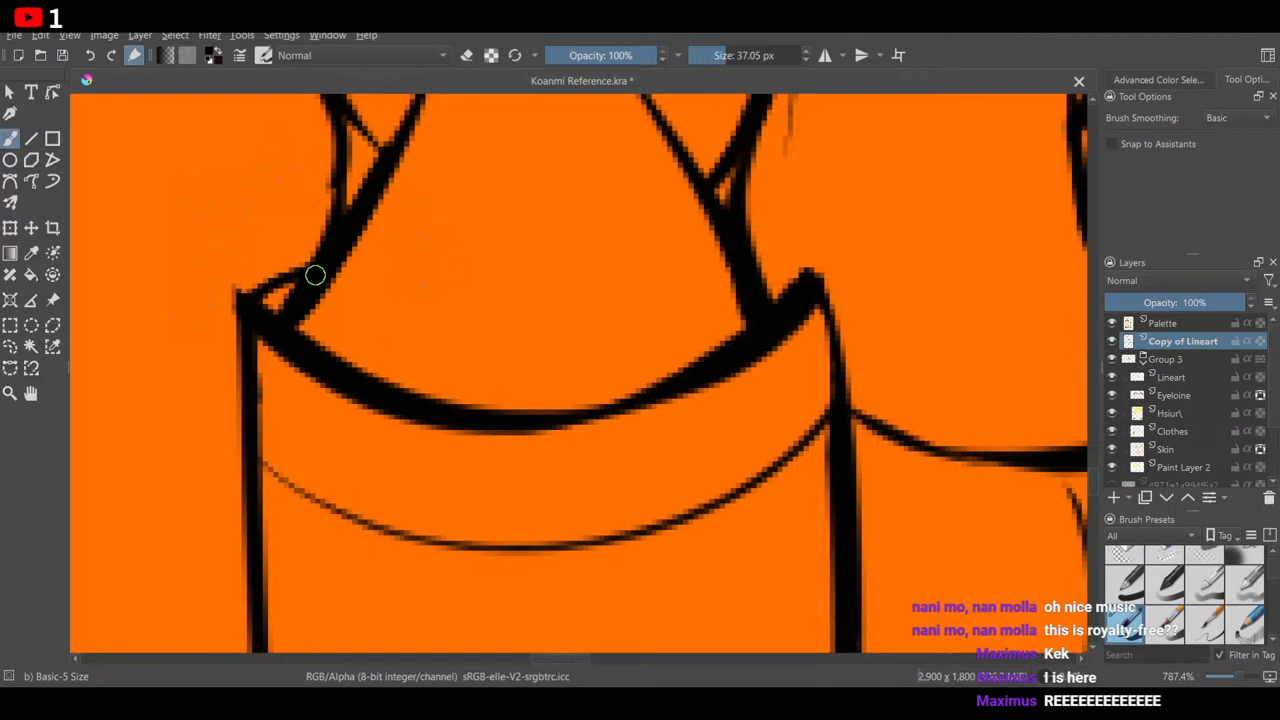 1
File Edit View Image Layer Select Filter Tools Settings Window Help
Normal
Opacity: 100%
Size: 37.05 px
Koanmi Reference.kra *
Advanced Color Sele...
Tool Opti...
Tool Options
Brush Smoothing: Basic
Snap to Assistants
Layers
Normal
Opacity: 100%
Palette
Copy of Lineart
Group 3
Lineart
Eyeloine
Hsiur\
Clothes
Skin
Paint Layer 2
Brush Presets
All
Tag
nani mo, nan molla oh nice music
nani mo, nan molla this is royalty-free??
Maximus Kek
Search
Filter in Tag
Maximus I is here
Maximus REEEEEEEEEEEEE
b) Basic-5 Size
RGB/Alpha (8-bit integer/channel) sRGB-elle-V2-srgbtrc.icc
2,900 x 1,800
787.4%